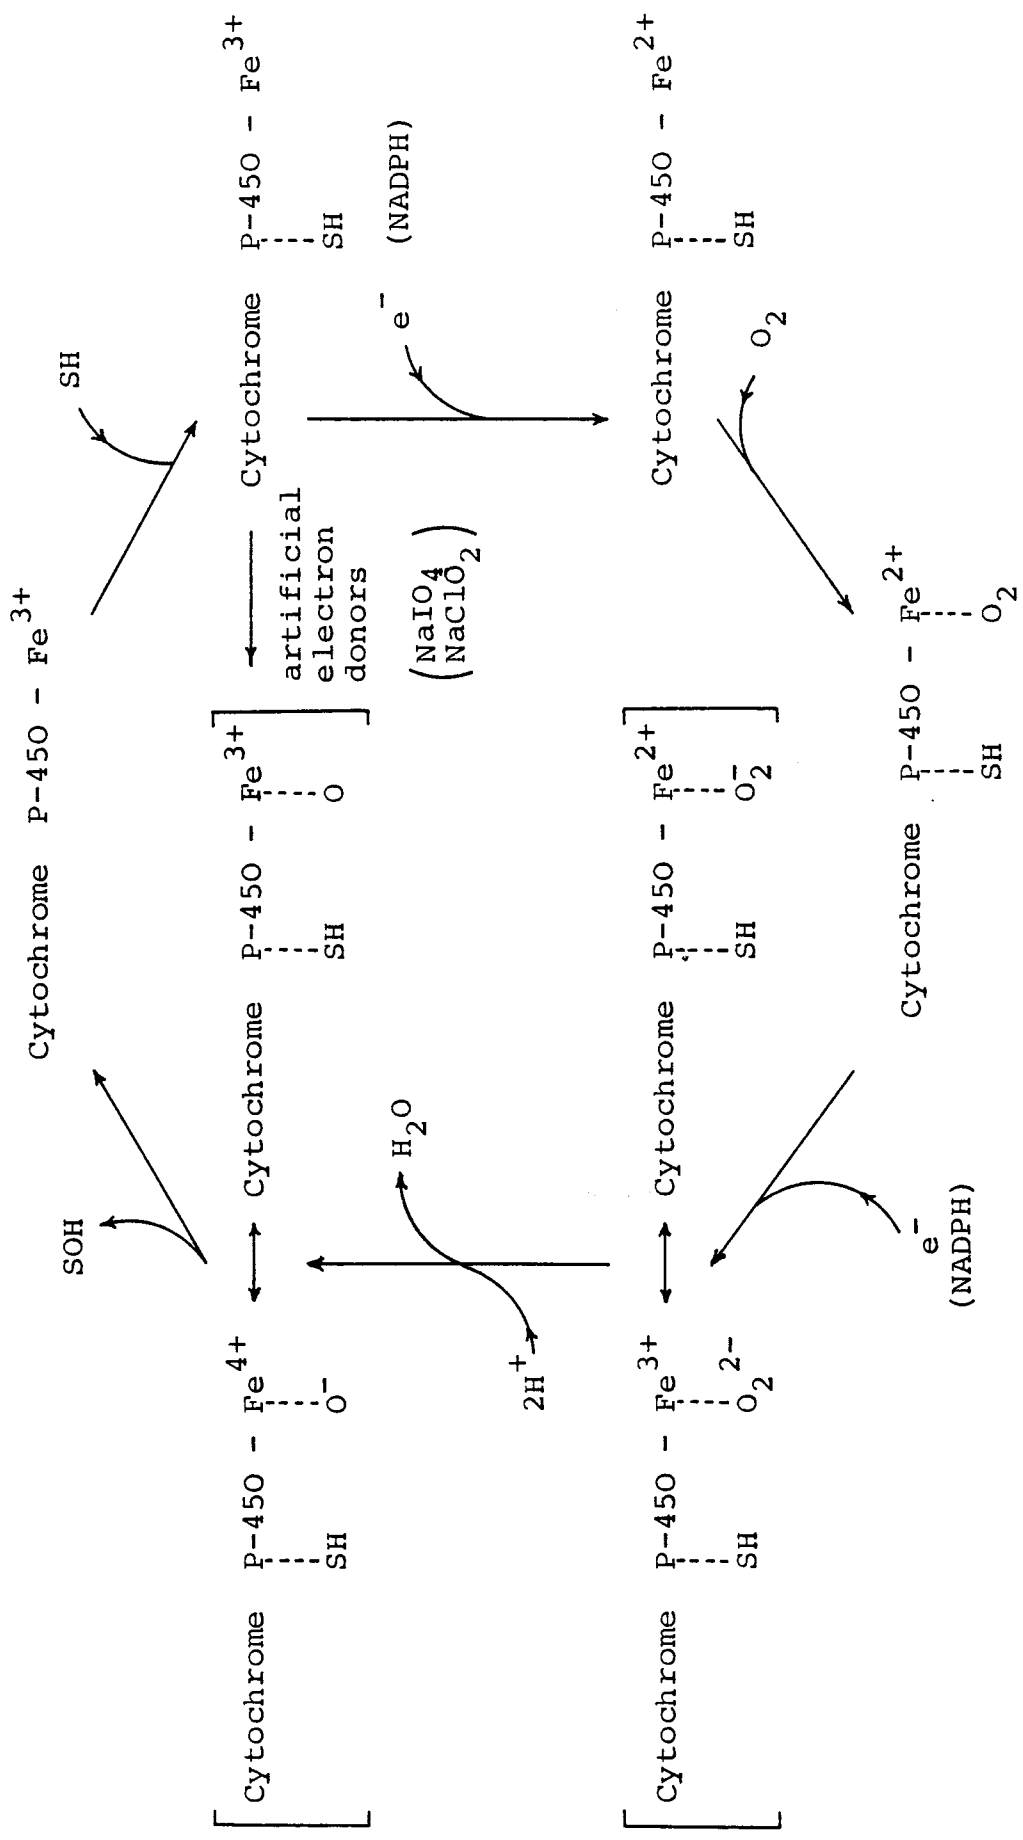 Cytochrome P-450 - Fe3+
SH
SOH
Cytochrome P-450 - Fe4+
SH O-
Cytochrome P-450 - Fe3+
SH O
artificial
electron
donors
(NaIO4
NaClO2)
Cytochrome P-450 - Fe3+
SH
e-
(NADPH)
2H+
H2O
Cytochrome P-450 - Fe3+
SH O2 2-
Cytochrome P-450 - Fe2+
SH O2-
Cytochrome P-450 - Fe2+
SH
O2
e-
(NADPH)
Cytochrome P-450 - Fe2+
SH O2